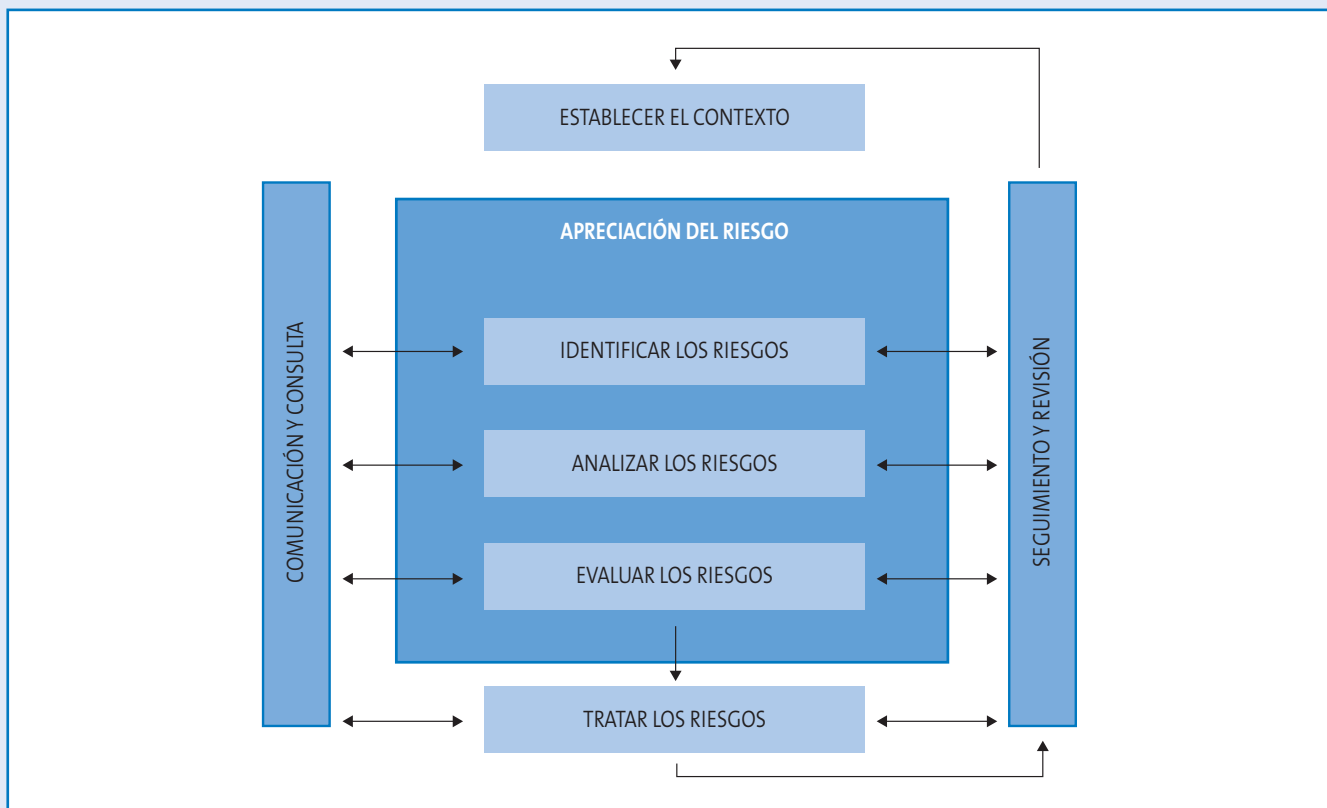 ESTABLECER EL CONTEXTO
APRECIACIÓN DEL RIESGO
COMUNICACIÓN Y CONSULTA
IDENTIFICAR LOS RIESGOS
ANALIZAR LOS RIESGOS
EVALUAR LOS RIESGOS
SEGUIMIENTO Y REVISIÓN
TRATAR LOS RIESGOS